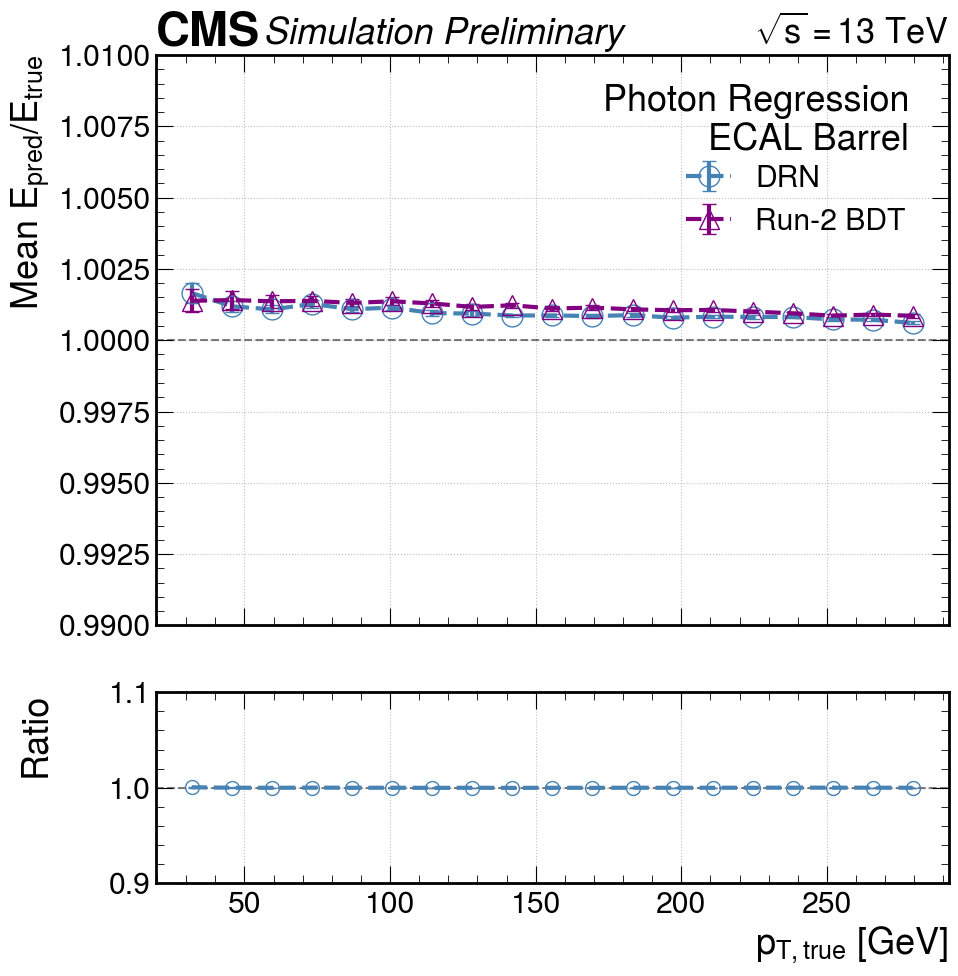 CMS Simulation Preliminary √s = 13 TeV
Mean E_pred/E_true
1.0100
1.0075
1.0050
1.0025
1.0000
0.9975
0.9950
0.9925
0.9900
Photon Regression
ECAL Barrel
DRN
Run-2 BDT
Ratio
1.1
1.0
0.9
50 100 150 200 250
p_T, true [GeV]